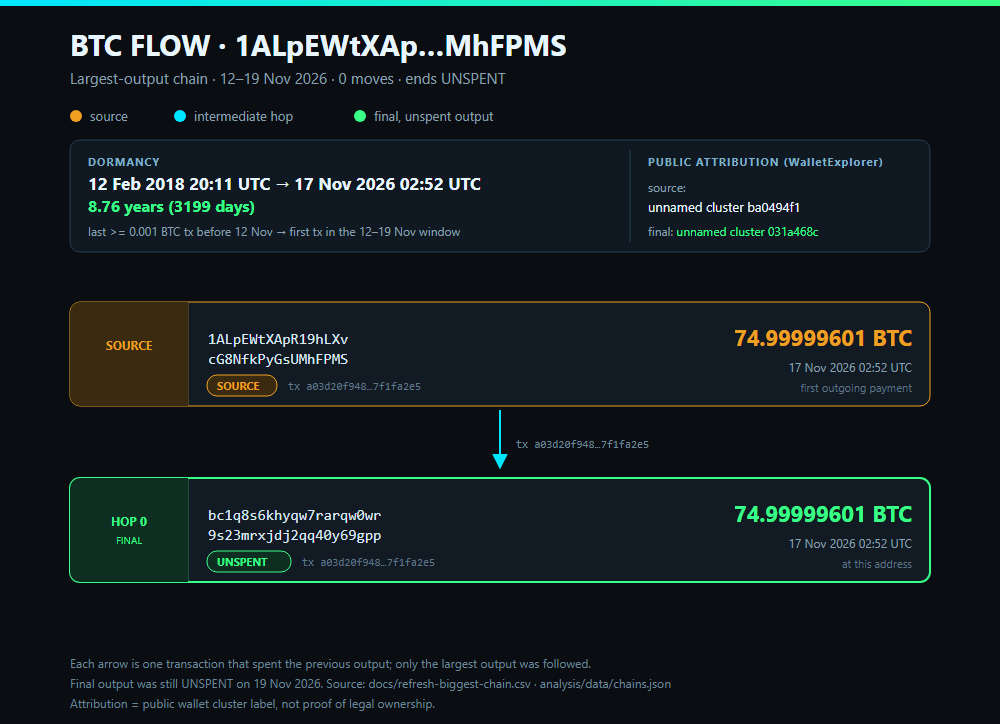 BTC FLOW · 1ALpEWtXAp…MhFPMS
Largest-output chain · 12–19 Nov 2026 · 0 moves · ends UNSPENT
source
intermediate hop
final, unspent output
DORMANCY
12 Feb 2018 20:11 UTC → 17 Nov 2026 02:52 UTC
8.76 years (3199 days)
last >= 0.001 BTC tx before 12 Nov → first tx in the 12–19 Nov window
PUBLIC ATTRIBUTION (WalletExplorer)
source:
unnamed cluster ba0494f1
final: unnamed cluster 031a468c
SOURCE
1ALpEWtXApR19hLXv
cG8NfkPyGsUMhFPMS
SOURCE
tx a03d20f948…7f1fa2e5
74.99999601 BTC
17 Nov 2026 02:52 UTC
first outgoing payment
tx a03d20f948…7f1fa2e5
HOP 0
FINAL
bc1q8s6khyqw7rarqw0wr
9s23mrxjdj2qq40y69gpp
UNSPENT
tx a03d20f948…7f1fa2e5
74.99999601 BTC
17 Nov 2026 02:52 UTC
at this address
Each arrow is one transaction that spent the previous output; only the largest output was followed.
Final output was still UNSPENT on 19 Nov 2026. Source: docs/refresh-biggest-chain.csv · analysis/data/chains.json
Attribution = public wallet cluster label, not proof of legal ownership.